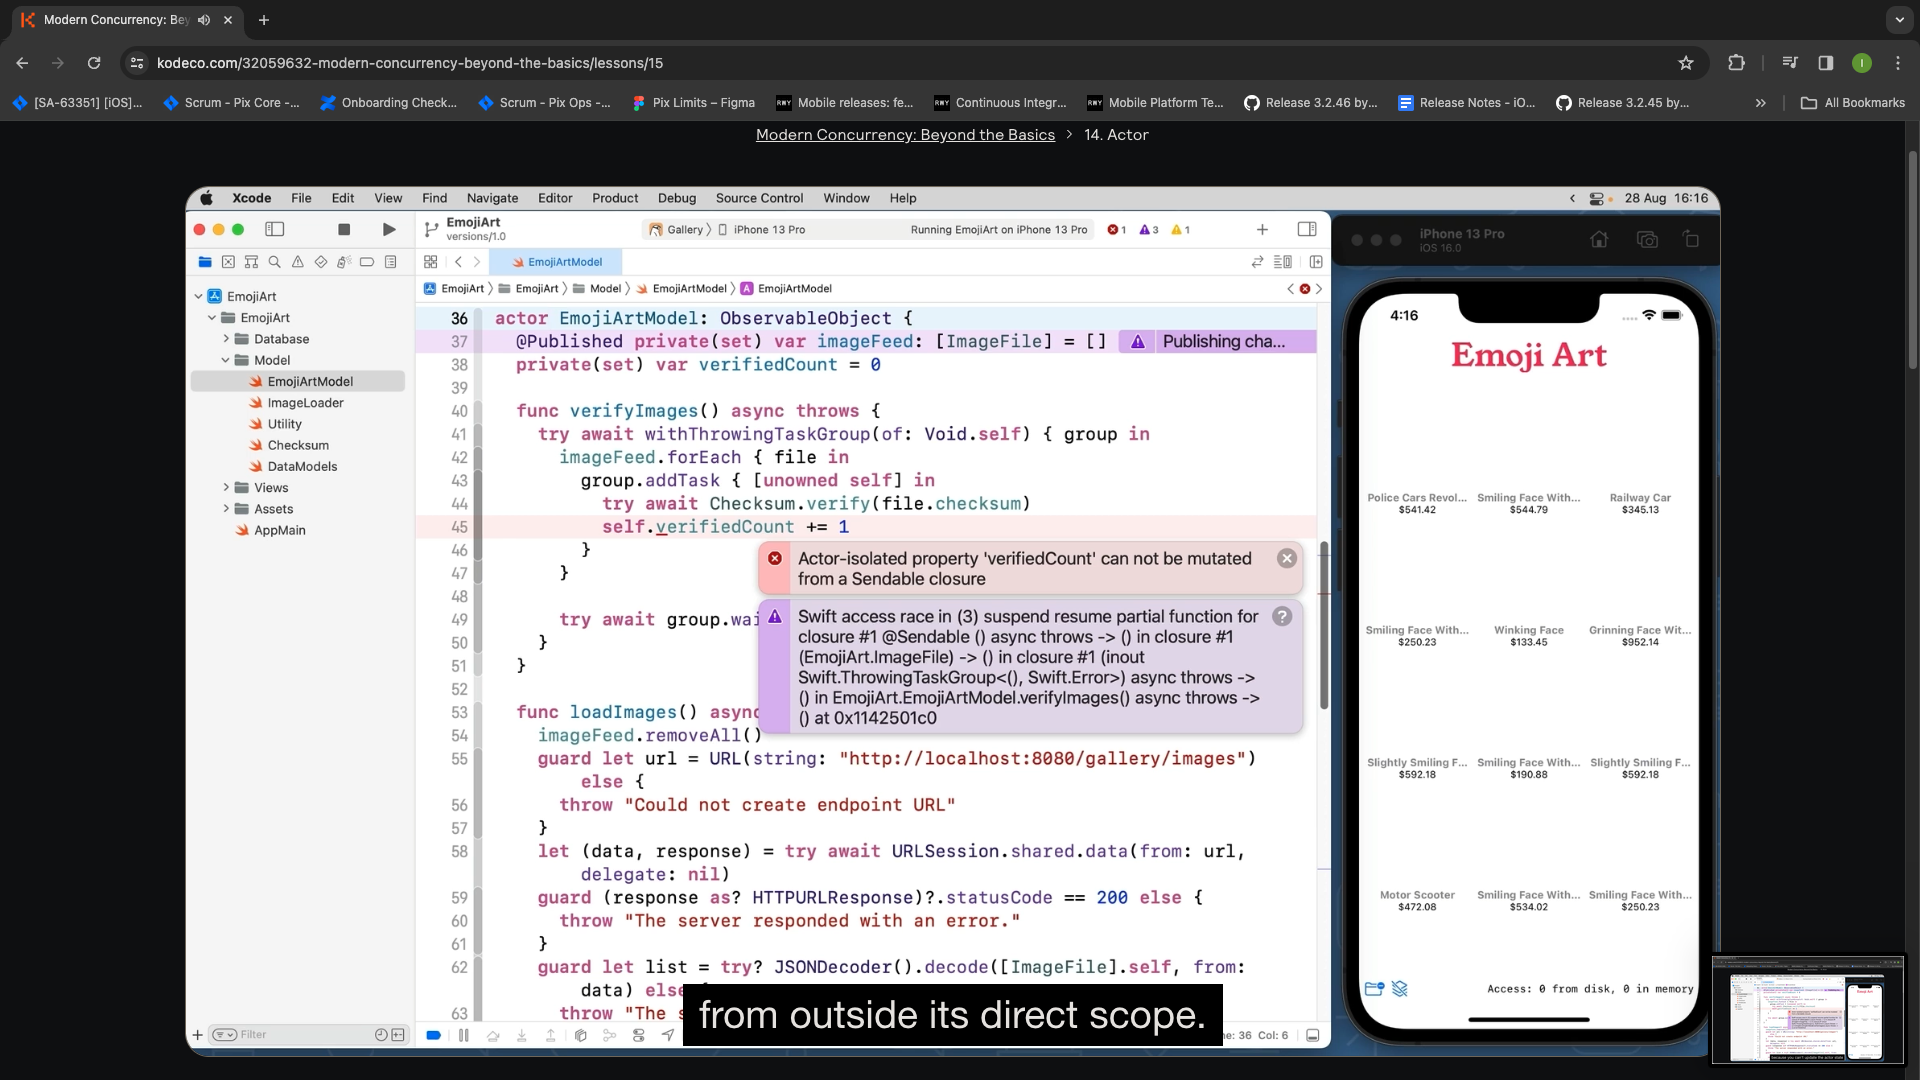 Modern Concurrency: Bey
kodeco.com/32059632-modern-concurrency-beyond-the-basics/lessons/15
[SA-63351] [iOS]...
Scrum - Pix Core -...
Onboarding Check...
Scrum - Pix Ops -...
Pix Limits – Figma
Mobile releases: fe...
Continuous Integr...
Mobile Platform Te...
Release 3.2.46 by...
Release Notes - iO...
Release 3.2.45 by...
All Bookmarks
Modern Concurrency: Beyond the Basics > 14. Actor
Xcode File Edit View Find Navigate Editor Product Debug Source Control Window Help
28 Aug 16:16
EmojiArt
versions/1.0
Gallery 〉 iPhone 13 Pro
Running EmojiArt on iPhone 13 Pro
1 3 1
iPhone 13 Pro
iOS 16.0
EmojiArtModel
EmojiArt 〉 EmojiArt 〉 Model 〉 EmojiArtModel 〉 EmojiArtModel
EmojiArt
EmojiArt
Database
Model
EmojiArtModel
ImageLoader
Utility
Checksum
DataModels
Views
Assets
AppMain
Filter
36 actor EmojiArtModel: ObservableObject {
37 @Published private(set) var imageFeed: [ImageFile] = [] Publishing cha...
38 private(set) var verifiedCount = 0
39
40 func verifyImages() async throws {
41 try await withThrowingTaskGroup(of: Void.self) { group in
42 imageFeed.forEach { file in
43 group.addTask { [unowned self] in
44 try await Checksum.verify(file.checksum)
45 self.verifiedCount += 1
46 }
47 }
48
49 try await group.wai
50 }
51 }
52
53 func loadImages() async
54 imageFeed.removeAll()
55 guard let url = URL(string: "http://localhost:8080/gallery/images")
else {
56 throw "Could not create endpoint URL"
57 }
58 let (data, response) = try await URLSession.shared.data(from: url,
delegate: nil)
59 guard (response as? HTTPURLResponse)?.statusCode == 200 else {
60 throw "The server responded with an error."
61 }
62 guard let list = try? JSONDecoder().decode([ImageFile].self, from:
data) else {
63 throw "The s
Actor-isolated property 'verifiedCount' can not be mutated
from a Sendable closure
Swift access race in (3) suspend resume partial function for
closure #1 @Sendable () async throws -> () in closure #1
(EmojiArt.ImageFile) -> () in closure #1 (inout
Swift.ThrowingTaskGroup<(), Swift.Error>) async throws ->
() in EmojiArt.EmojiArtModel.verifyImages() async throws ->
() at 0x1142501c0
from outside its direct scope.
ne: 36 Col: 6
4:16
Emoji Art
Police Cars Revol... Smiling Face With... Railway Car
$541.42 $544.79 $345.13
Smiling Face With... Winking Face Grinning Face Wit...
$250.23 $133.45 $952.14
Slightly Smiling F... Smiling Face With... Slightly Smiling F...
$592.18 $190.88 $592.18
Motor Scooter Smiling Face With... Smiling Face With...
$472.08 $534.02 $250.23
Access: 0 from disk, 0 in memory